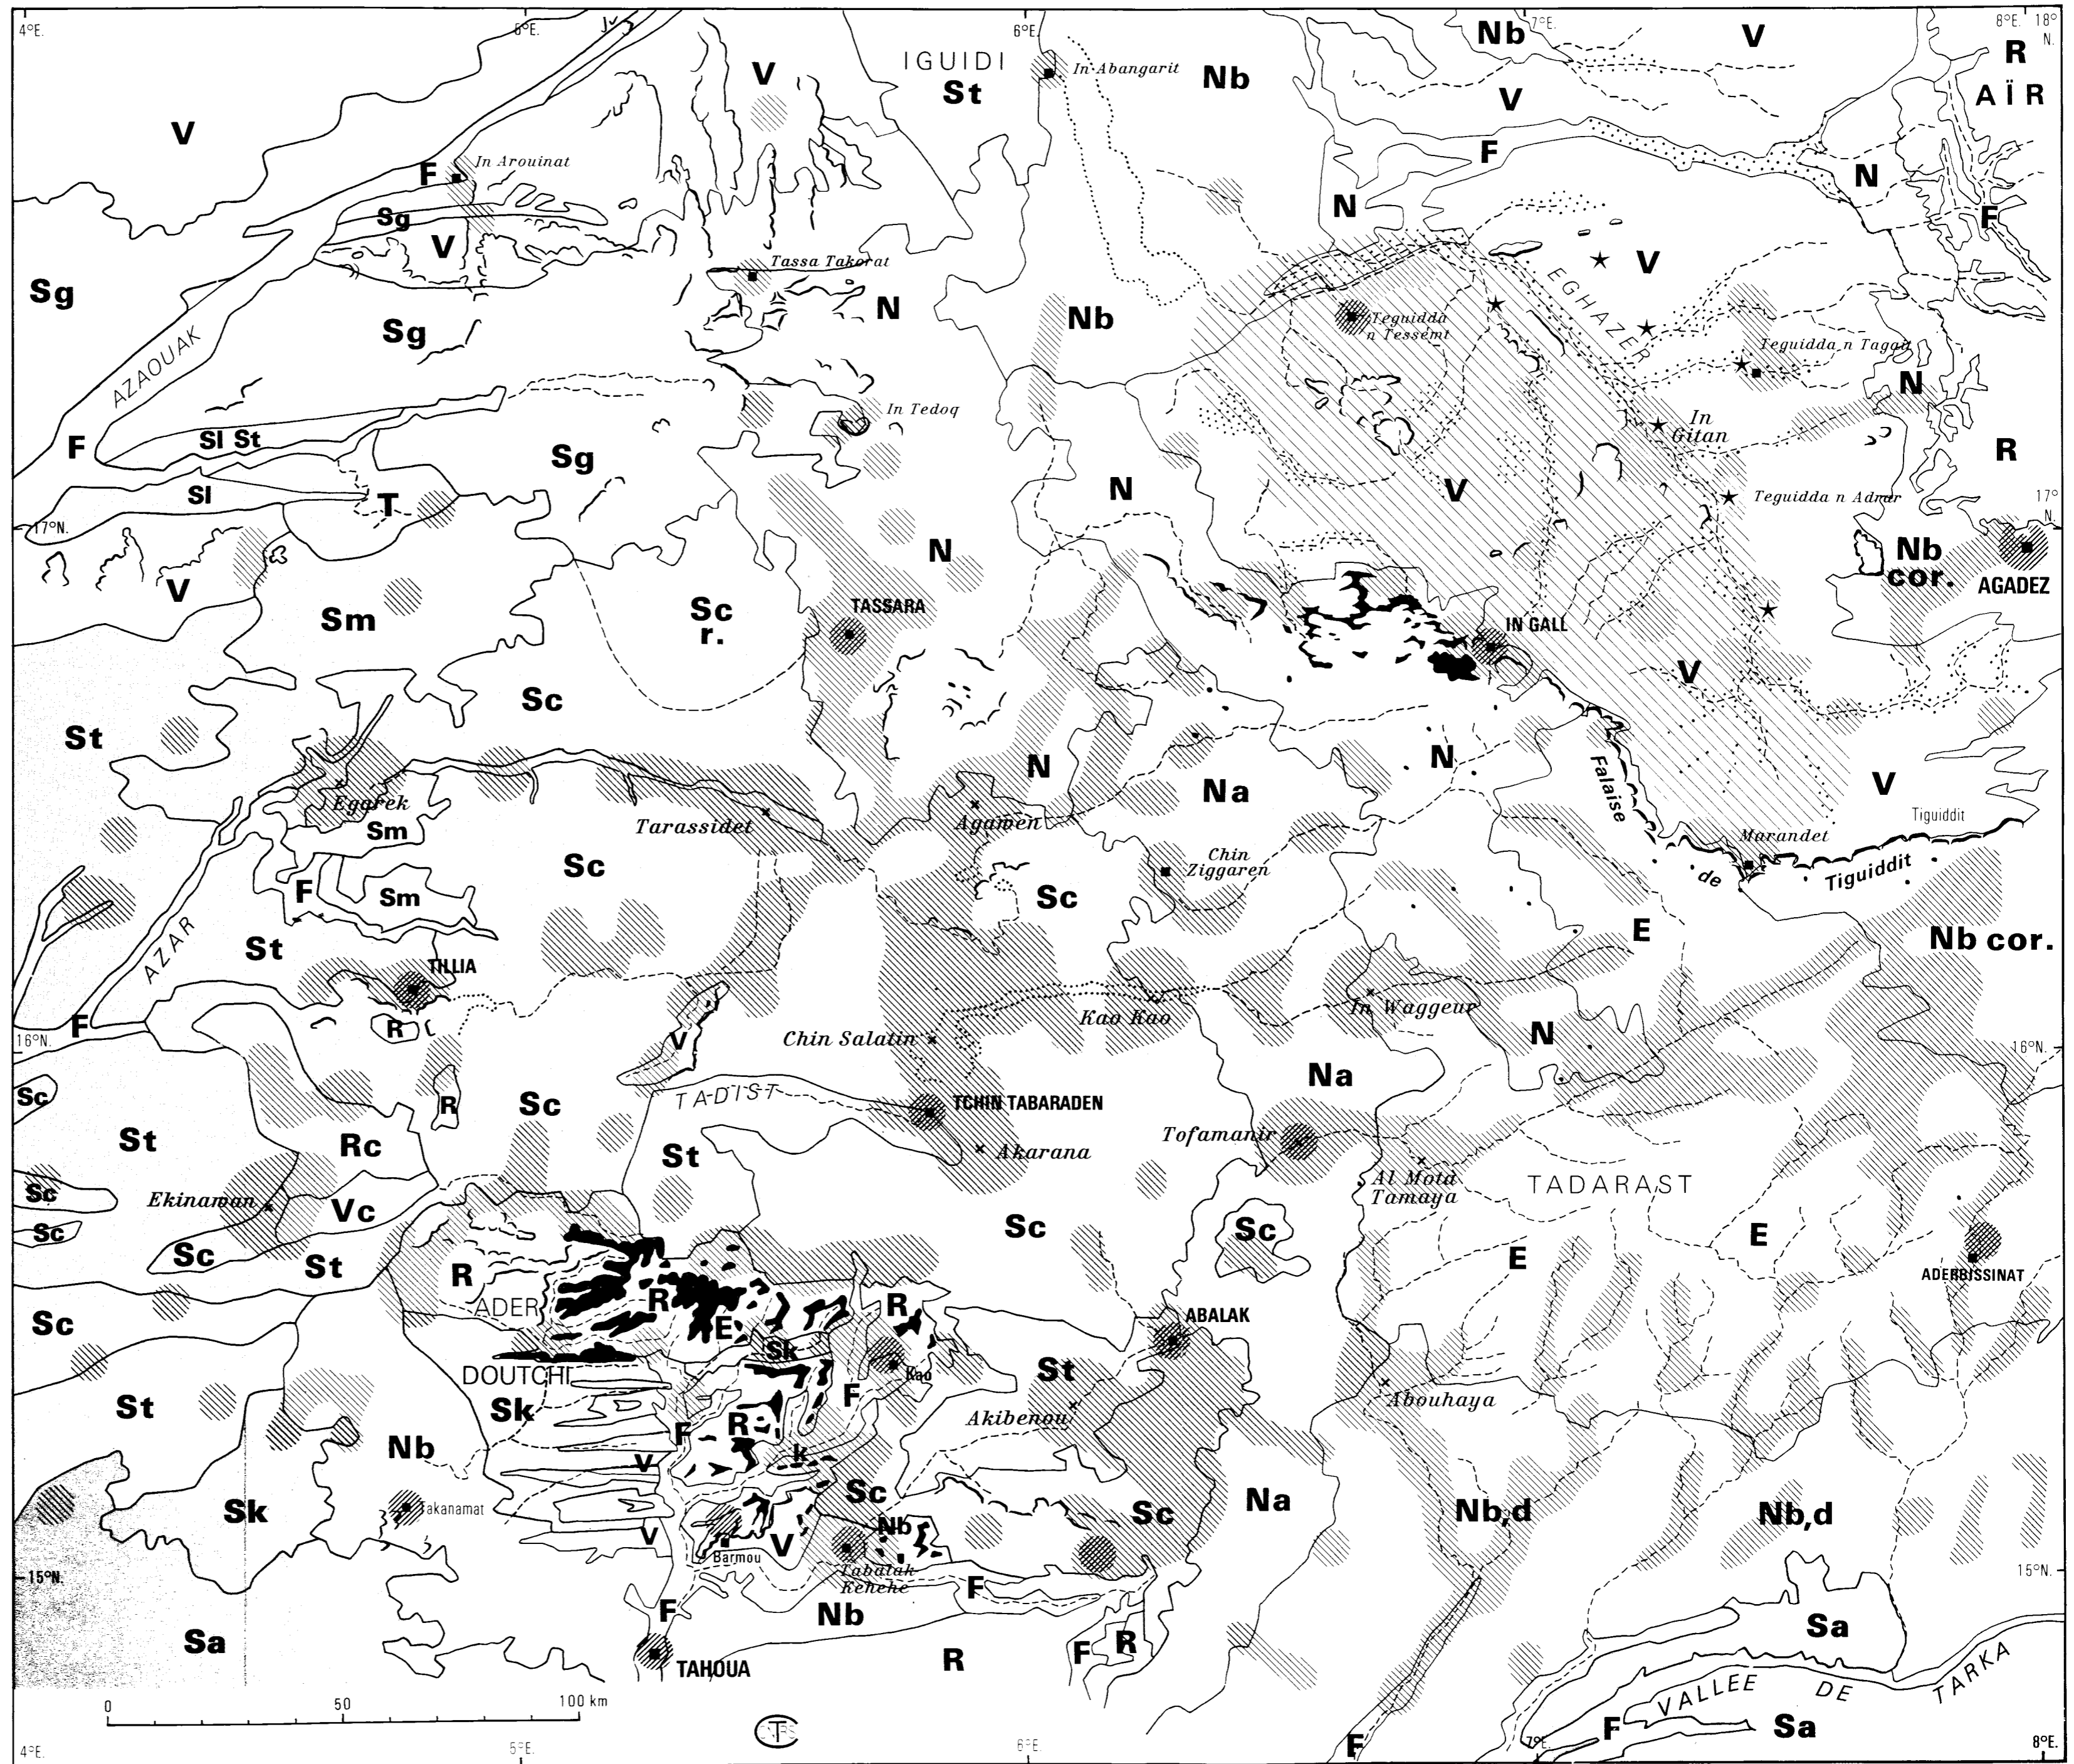 4°E.
5°E.
6°E.
7°E.
8°E. 18°
N.
Nb
V
R
IGUIDI
V
In Abangarit
Nb
St
V
AÏR
V
F
F
In Arouinat
N
N
Sg
F
V
Tassa Takorat
V
EGHAZER
Sg
N
Nb
Teguidda
n Tessemt
Sg
AZAOUAK
Teguidda n Tagait
N
In Tedoq
In
Gitan
F
Sl St
Sg
R
Sl
T
N
V
Teguidda n Adrar
17°
N.
17°N.
N
Nb
cor.
V
AGADEZ
Sm
Sc
r.
TASSARA
IN GALL
V
Sc
St
N
N
Na
V
Falaise
Egarek
Sm
Tarassidet
Agawen
Tiguiddit
Marandet
Sc
Chin
Ziggaren
de
Tiguiddit
F
Sm
Sc
E
St
AZAR
Nb cor.
TILLIA
In Waggeur
F
R
Kao Kao
16°N.
V
Chin Salatin
N
16°N.
Na
Sc
R
Sc
TADIST
TCHIN TABARADEN
St
Rc
St
Tofamanir
Akarana
Al Mota
Tamaya
TADARAST
Sc
Ekinawan
Vc
Sc
Sc
Sc
E
E
Sc
St
R
ADERBISSINAT
ADER
R
R
Sc
E
ABALAK
Sk
DOUTCHI
Kao
St
St
Sk
F
Akibenou
Abouhaya
R
F
Nb
k
V
Sk
Takanamat
Sc
Sc
Na
Nb,d
Nb,d
Nb
V
V
Barmou
Tabalak
Kehehe
15°N.
15°N.
F
F
Nb
Sa
Sa
R
F
R
TAHOUA
VALLEE DE TARKA
0
50
100 km
F
Sa
F
4°E.
5°E.
6°E.
7°E.
8°E.